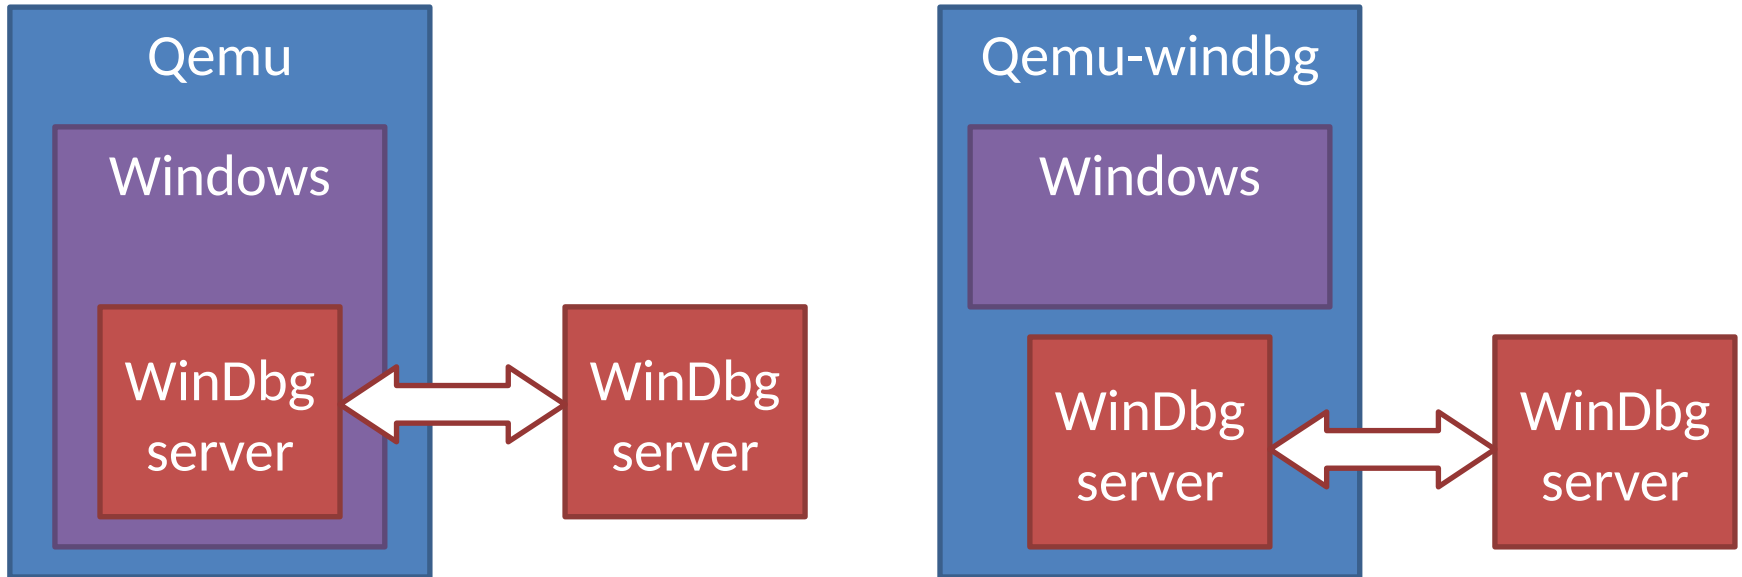 Qemu
Windows
WinDbg
server
WinDbg
server
Qemu-windbg
Windows
WinDbg
server
WinDbg
server